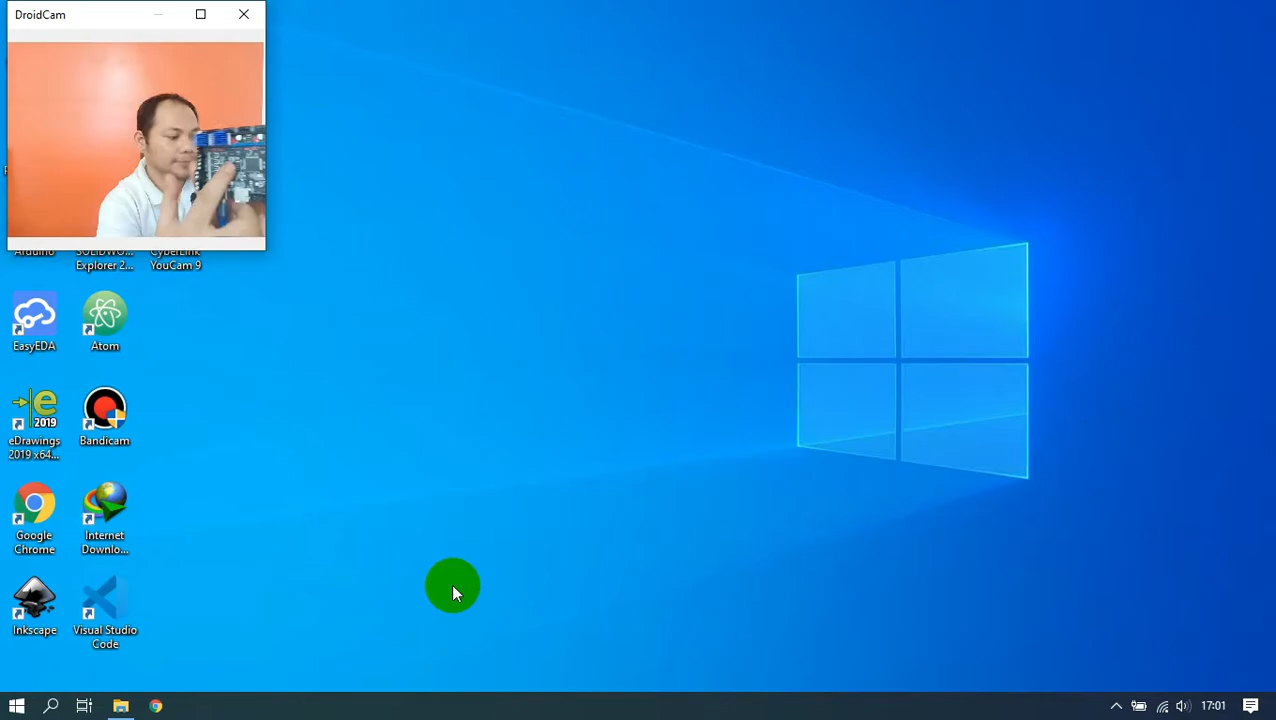 DroidCam
Arduino
SOLIDWO...
Explorer 2...
CyberLink
YouCam 9
EasyEDA
Atom
2019
eDrawings
2019 x64...
Bandicam
Google
Chrome
Internet
Downlo...
Inkscape
Visual Studio
Code
17:01